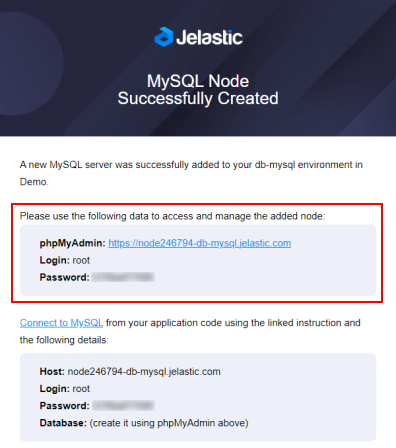 Jelastic
MySQL Node
Successfully Created
A new MySQL server was successfully added to your db-mysql environment in
Demo.
Please use the following data to access and manage the added node:
phpMyAdmin: https://node246794-db-mysql.jelastic.com
Login: root
Password:
Connect to MySQL from your application code using the linked instruction and
the following details:
Host: node246794-db-mysql.jelastic.com
Login: root
Password:
Database: (create it using phpMyAdmin above)